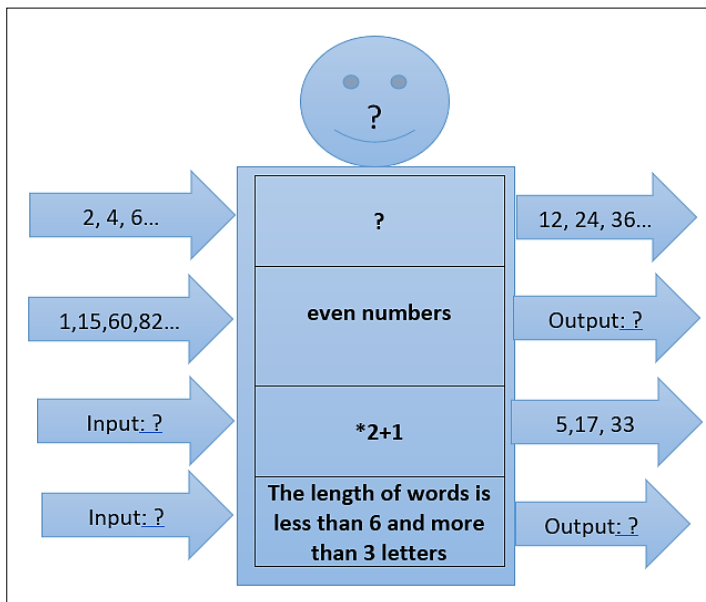 ?
2, 4, 6...
?
12, 24, 36...
1,15,60,82...
even numbers
Output: ?
Input: ?
*2+1
5,17, 33
Input: ?
The length of words is
less than 6 and more
than 3 letters
Output: ?